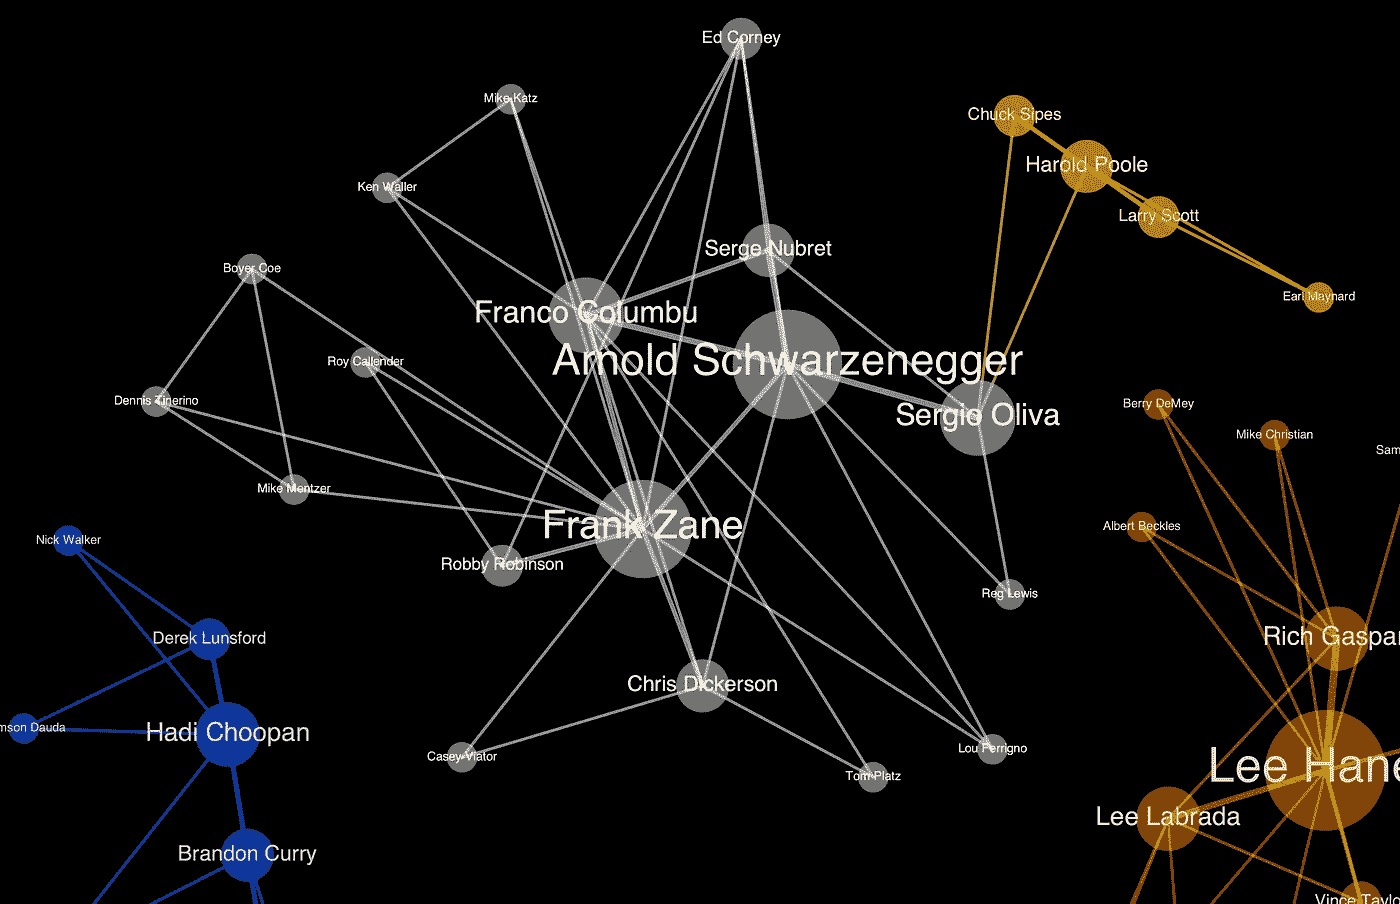 Ed Corney
Mike Katz
Chuck Sipes
Harold Poole
Ken Waller
Larry Scott
Serge Nubret
Boyer Coe
Earl Maynard
Franco Columbu
Arnold Schwarzenegger
Roy Callender
Dennis Tinerino
Berry DeMey
Sergio Oliva
Mike Christian
Sam
Mike Mentzer
Frank Zane
Albert Beckles
Nick Walker
Robby Robinson
Reg Lewis
Derek Lunsford
Rich Gaspa
Chris Dickerson
mson Dauda
Hadi Choopan
Lou Ferrigno
Casey Viator
Lee Hane
Tom Platz
Lee Labrada
Brandon Curry
Vince Taylo